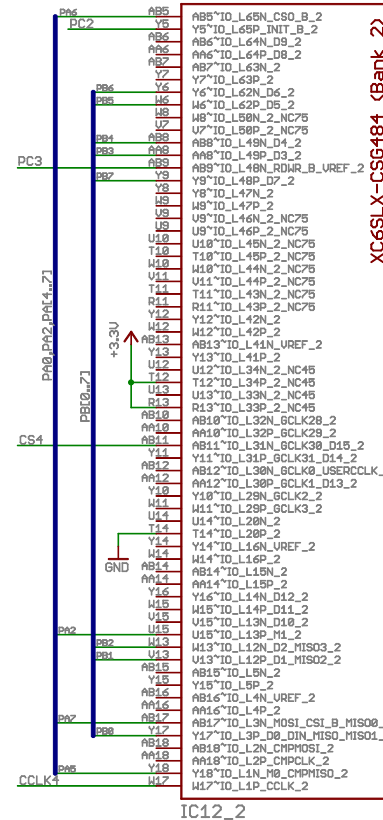 PA6 AB5 AB5~IO_L65N_CSO_B_2
PC2 Y5 Y5~IO_L65P_INIT_B_2
AB6 AB6~IO_L64N_D9_2
AA6 AA6~IO_L64P_D8_2
AB7 AB7~IO_L63N_2
Y7 Y7~IO_L63P_2
PB6 Y6 Y6~IO_L62N_D6_2
PB5 W6 W6~IO_L62P_D5_2
W8 W8~IO_L50N_2_NC75
V7 V7~IO_L50P_2_NC75
PB4 AB8 AB8~IO_L49N_D4_2
PB3 AA8 AA8~IO_L49P_D3_2
PC3 AB9 AB9~IO_L48N_RDWR_B_VREF_2
PB7 Y9 Y9~IO_L48P_D7_2
Y8 Y8~IO_L47N_2
W9 W9~IO_L47P_2
V9 V9~IO_L46N_2_NC75
U9 U9~IO_L46P_2_NC75
U10 U10~IO_L45N_2_NC75
T10 T10~IO_L45P_2_NC75
W10 W10~IO_L44N_2_NC75
V11 V11~IO_L44P_2_NC75
T11 T11~IO_L43N_2_NC75
R11 R11~IO_L43P_2_NC75
Y12 Y12~IO_L42N_2
W12 W12~IO_L42P_2
+3.3V
AB13 AB13~IO_L41N_VREF_2
Y13 Y13~IO_L41P_2
U12 U12~IO_L34N_2_NC45
T12 T12~IO_L34P_2_NC45
U13 U13~IO_L33N_2_NC45
R13 R13~IO_L33P_2_NC45
PA0,PA2,PA[4..7]
PB[0..7]
AB10 AB10~IO_L32N_GCLK28_2
AA10 AA10~IO_L32P_GCLK29_2
CS4 AB11 AB11~IO_L31N_GCLK30_D15_2
Y11 Y11~IO_L31P_GCLK31_D14_2
AB12 AB12~IO_L30N_GCLK0_USERCCLK_
AA12 AA12~IO_L30P_GCLK1_D13_2
Y10 Y10~IO_L29N_GCLK2_2
W11 W11~IO_L29P_GCLK3_2
U14 U14~IO_L20N_2
T14 T14~IO_L20P_2
Y14 Y14~IO_L16N_VREF_2
W14 W14~IO_L16P_2
GND
AB14 AB14~IO_L15N_2
AA14 AA14~IO_L15P_2
Y16 Y16~IO_L14N_D12_2
W15 W15~IO_L14P_D11_2
V15 V15~IO_L13N_D10_2
PA2 U15 U15~IO_L13P_M1_2
PB2 W13 W13~IO_L12N_D2_MISO3_2
PB1 V13 V13~IO_L12P_D1_MISO2_2
AB15 AB15~IO_L5N_2
Y15 Y15~IO_L5P_2
AB16 AB16~IO_L4N_VREF_2
AA16 AA16~IO_L4P_2
PA7 AB17 AB17~IO_L3N_MOSI_CSI_B_MISO0_
PB0 Y17 Y17~IO_L3P_D0_DIN_MISO_MISO1_
AB18 AB18~IO_L2N_CMPMOSI_2
AA18 AA18~IO_L2P_CMPCLK_2
PA5 Y18 Y18~IO_L1N_M0_CMPMISO_2
CCLK4 W17 W17~IO_L1P_CCLK_2
XC6SLX-CSG484 (Bank 2)
IC12_2